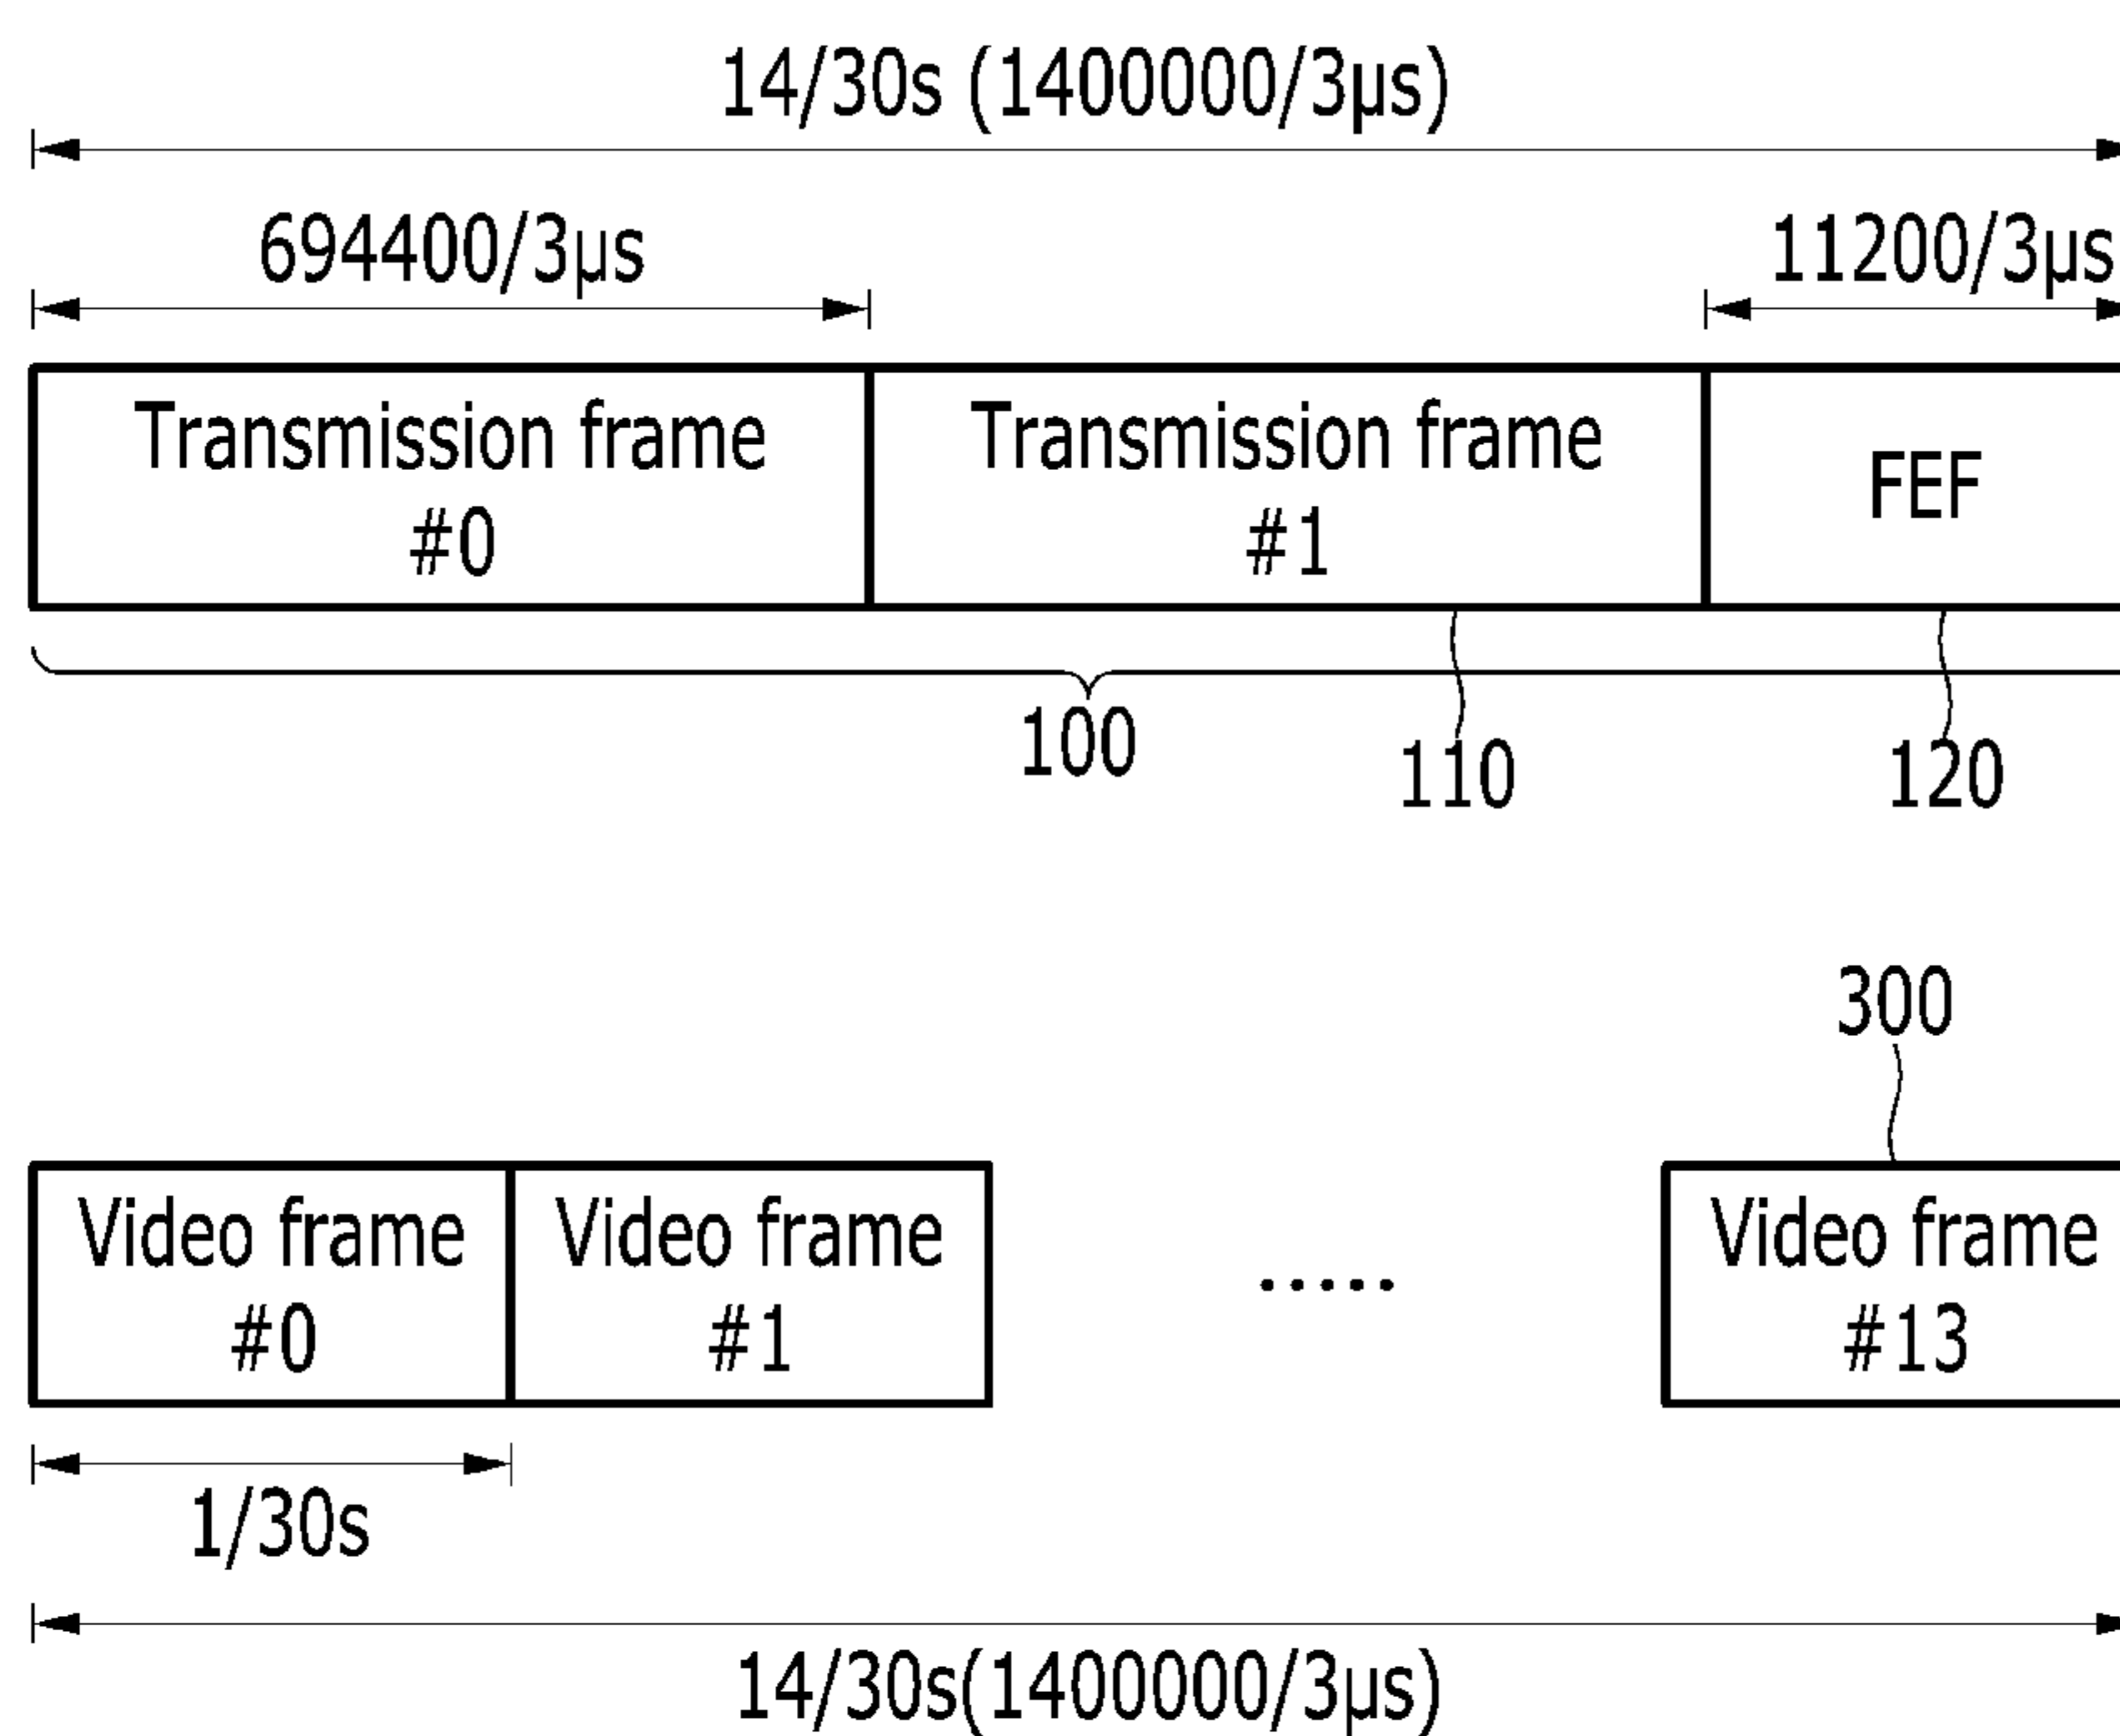 14/30s (1400000/3µs)
694400/3µs
11200/3µs
Transmission frame
#0
Transmission frame
#1
FEF
100
110
120
300
Video frame
#0
Video frame
#1
.....
Video frame
#13
1/30s
14/30s(1400000/3µs)